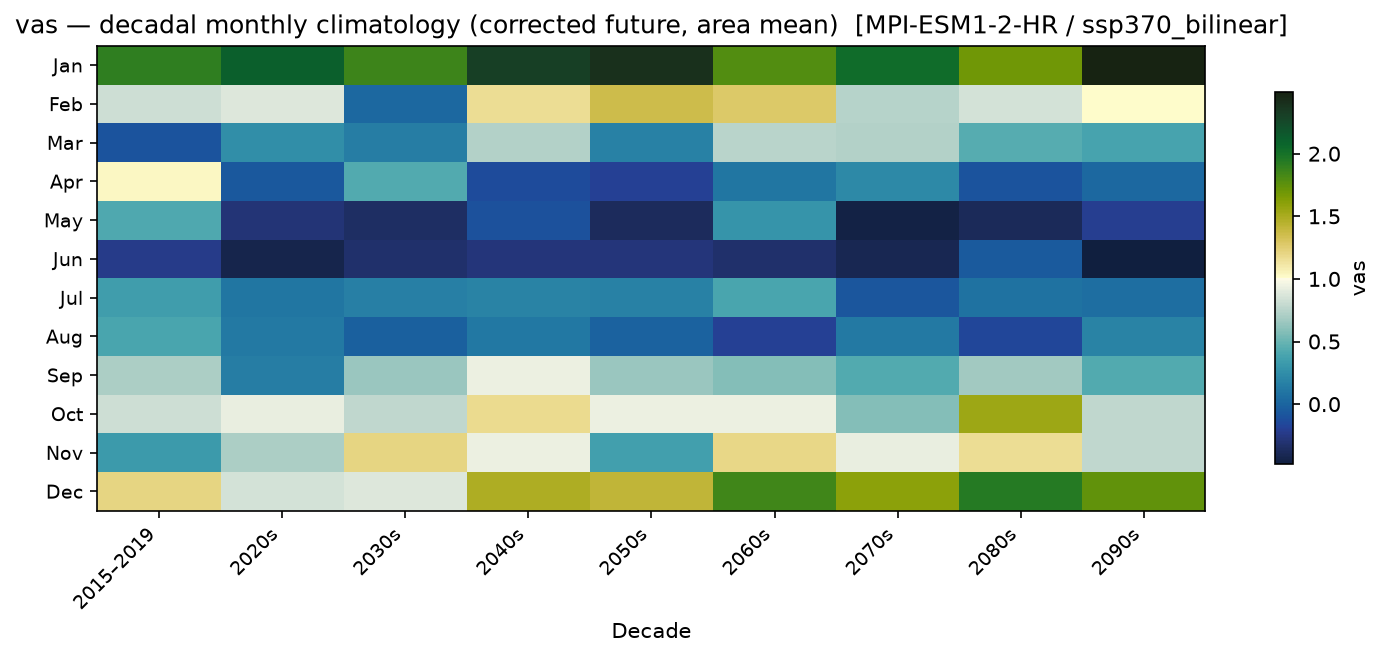 vas — decadal monthly climatology (corrected future, area mean)  [MPI-ESM1-2-HR / ssp370_bilinear]
Jan
Feb
Mar
Apr
May
Jun
Jul
Aug
Sep
Oct
Nov
Dec
2015–2019
2020s
2030s
2040s
2050s
2060s
2070s
2080s
2090s
Decade
2.0
1.5
1.0
0.5
0.0
vas